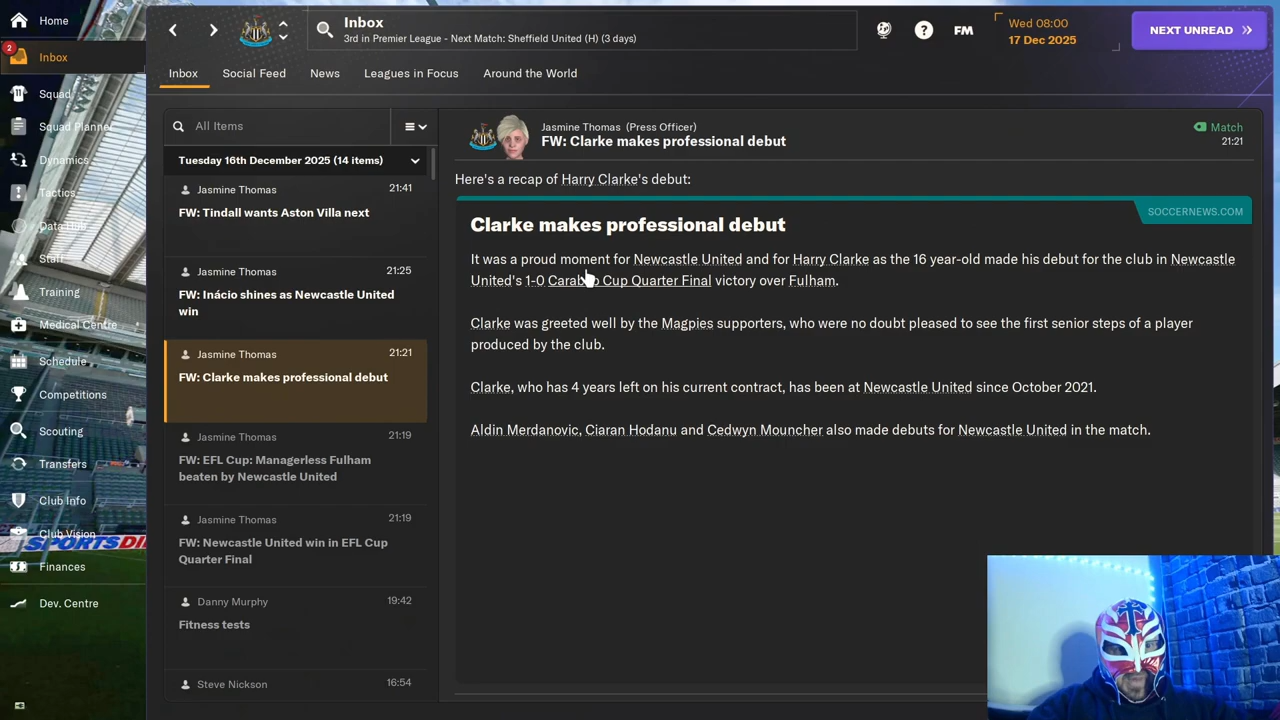 Home
2
Inbox
Squad
Squad Planner
Dynamics
Tactics
Data Hub
Staff
Training
Medical Centre
Schedule
Competitions
Scouting
Transfers
Club Info
Club Vision
Finances
Dev. Centre
SPORTS DI
Inbox
3rd in Premier League - Next Match: Sheffield United (H) (3 days)
?
FM
Wed 08:00
17 Dec 2025
NEXT UNREAD
Inbox
Social Feed
News
Leagues in Focus
Around the World
All Items
Tuesday 16th December 2025 (14 items)
Jasmine Thomas
21:41
FW: Tindall wants Aston Villa next
Jasmine Thomas
21:25
FW: Inácio shines as Newcastle United
win
Jasmine Thomas
21:21
FW: Clarke makes professional debut
Jasmine Thomas
21:19
FW: EFL Cup: Managerless Fulham
beaten by Newcastle United
Jasmine Thomas
21:19
FW: Newcastle United win in EFL Cup
Quarter Final
Danny Murphy
19:42
Fitness tests
Steve Nickson
16:54
Jasmine Thomas (Press Officer)
FW: Clarke makes professional debut
Match
21:21
Here's a recap of Harry Clarke's debut:
SOCCERNEWS.COM
Clarke makes professional debut
It was a proud moment for Newcastle United and for Harry Clarke as the 16 year-old made his debut for the club in Newcastle
United's 1-0 Carabao Cup Quarter Final victory over Fulham.
Clarke was greeted well by the Magpies supporters, who were no doubt pleased to see the first senior steps of a player
produced by the club.
Clarke, who has 4 years left on his current contract, has been at Newcastle United since October 2021.
Aldin Merdanovic, Ciaran Hodanu and Cedwyn Mouncher also made debuts for Newcastle United in the match.